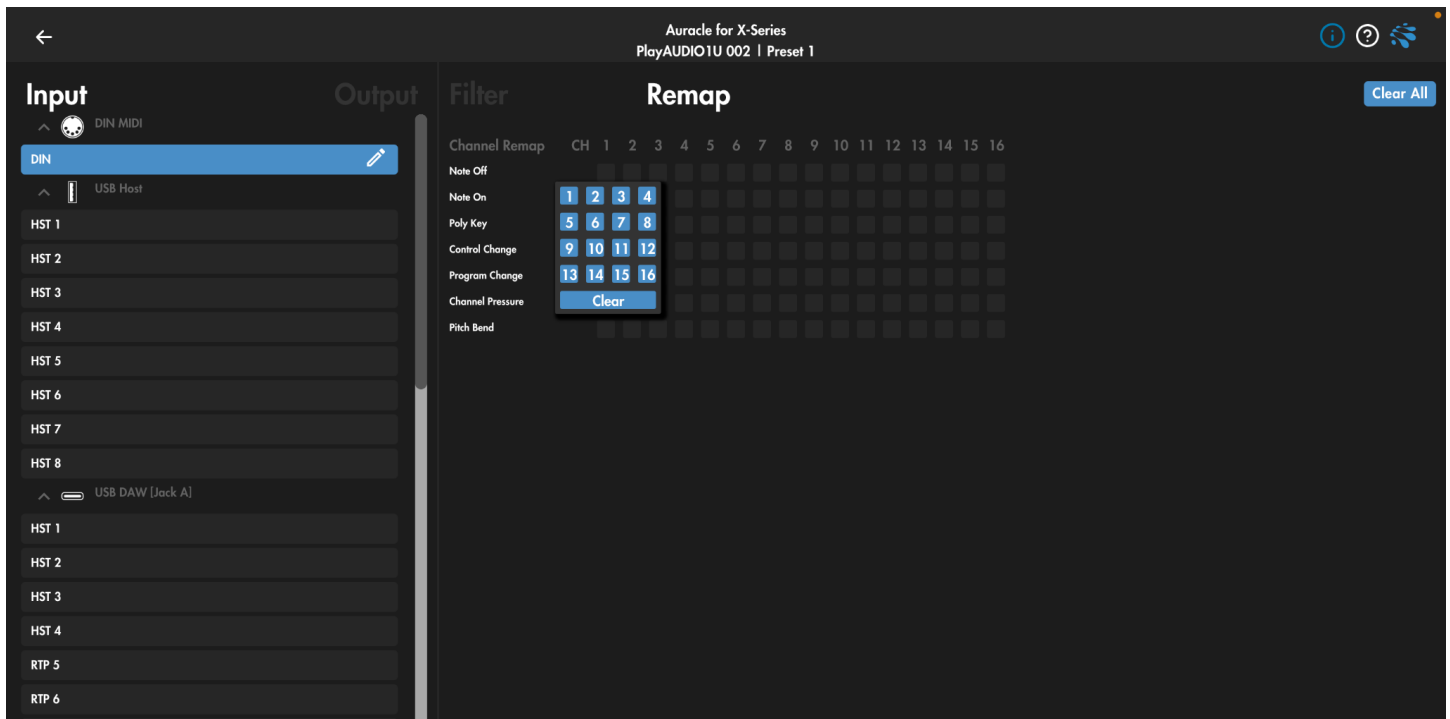 Auracle for X-Series
PlayAUDIO1U 002 | Preset 1
Input Output
DIN MIDI
DIN
USB Host
HST 1
HST 2
HST 3
HST 4
HST 5
HST 6
HST 7
HST 8
USB DAW [Jack A]
HST 1
HST 2
HST 3
HST 4
RTP 5
RTP 6
Filter Remap Clear All
Channel Remap CH 1 2 3 4 5 6 7 8 9 10 11 12 13 14 15 16
Note Off
Note On
Poly Key
Control Change
Program Change
Channel Pressure
Pitch Bend
1 2 3 4
5 6 7 8
9 10 11 12
13 14 15 16
Clear